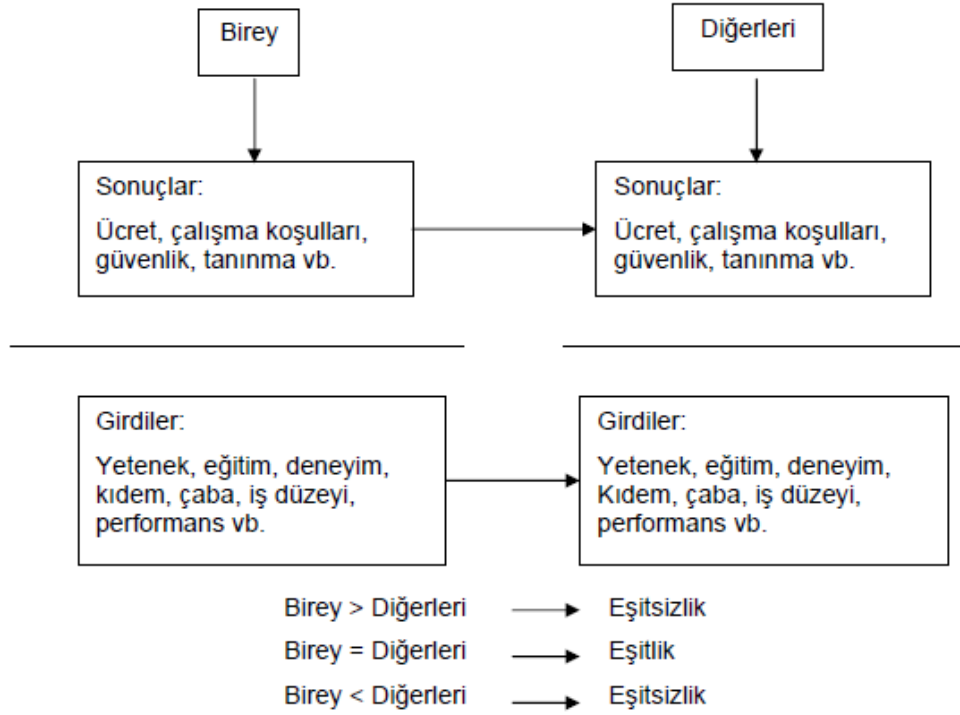 Birey
Diğerleri
Sonuçlar:
Ücret, çalışma koşulları,
güvenlik, tanınma vb.
Sonuçlar:
Ücret, çalışma koşulları,
güvenlik, tanınma vb.
Girdiler:
Yetenek, eğitim, deneyim,
kıdem, çaba, iş düzeyi,
performans vb.
Girdiler:
Yetenek, eğitim, deneyim,
Kıdem, çaba, iş düzeyi,
performans vb.
Birey > Diğerleri Eşitsizlik
Birey = Diğerleri Eşitlik
Birey < Diğerleri Eşitsizlik